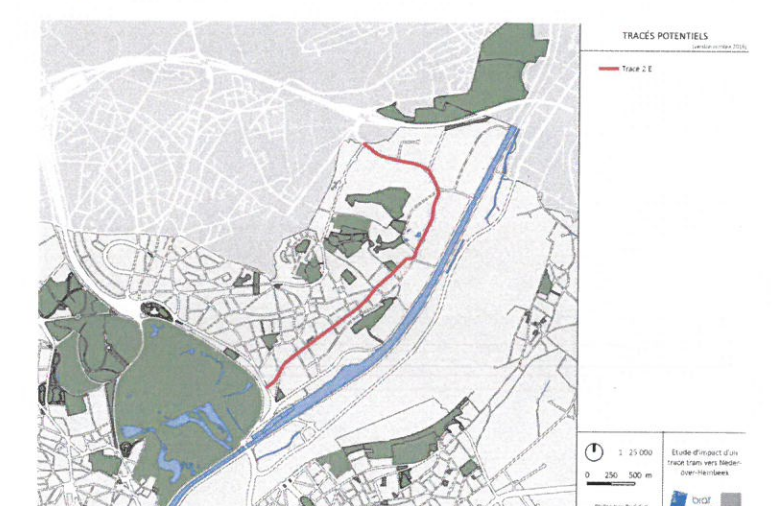 TRACÉS POTENTIELS
Tracé 2 E
1 25 000
0 250 500 m
Etude d'impact d'un
tracé tram vers Neder-
over-Hembeek
brat